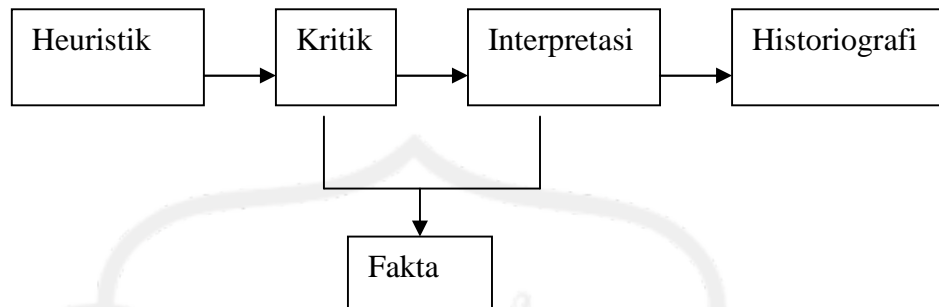 Heuristik
Kritik
Interpretasi
Historiografi
Fakta